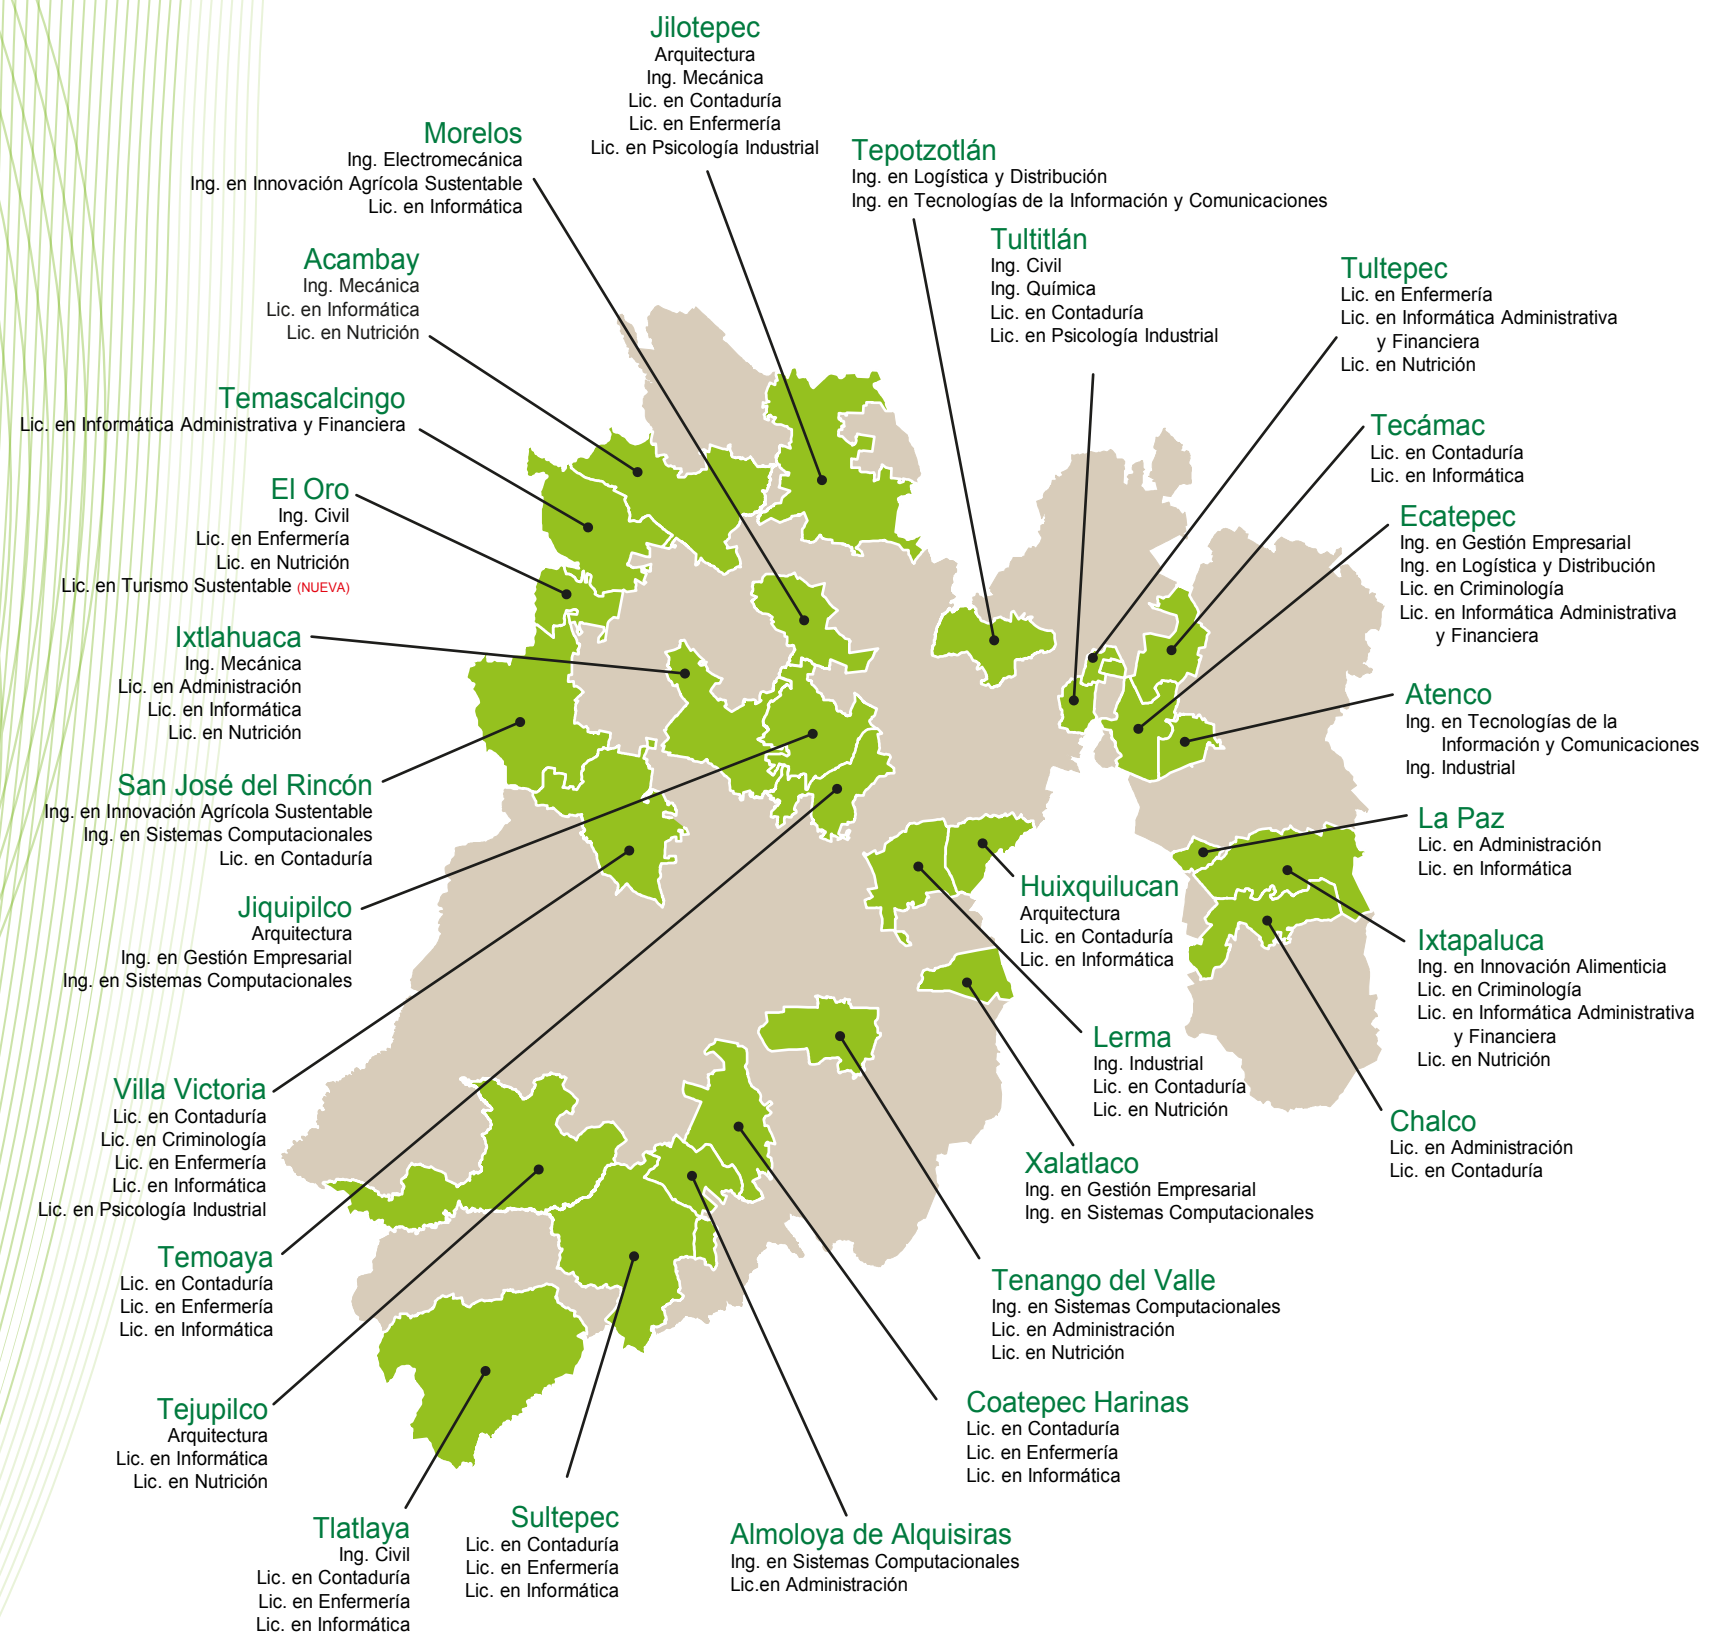 Jilotepec
Arquitectura
Ing. Mecánica
Lic. en Contaduría
Lic. en Enfermería
Lic. en Psicología Industrial
Morelos
Ing. Electromecánica
Ing. en Innovación Agrícola Sustentable
Lic. en Informática
Tepotzotlán
Ing. en Logística y Distribución
Ing. en Tecnologías de la Información y Comunicaciones
Tultitlán
Ing. Civil
Ing. Química
Lic. en Contaduría
Lic. en Psicología Industrial
Tultepec
Lic. en Enfermería
Lic. en Informática Administrativa
y Financiera
Lic. en Nutrición
Acambay
Ing. Mecánica
Lic. en Informática
Lic. en Nutrición
Temascalcingo
Lic. en Informática Administrativa y Financiera
Tecámac
Lic. en Contaduría
Lic. en Informática
El Oro
Ing. Civil
Lic. en Enfermería
Lic. en Nutrición
Lic. en Turismo Sustentable (NUEVA)
Ecatepec
Ing. en Gestión Empresarial
Ing. en Logística y Distribución
Lic. en Criminología
Lic. en Informática Administrativa
y Financiera
Ixtlahuaca
Ing. Mecánica
Lic. en Administración
Lic. en Informática
Lic. en Nutrición
Atenco
Ing. en Tecnologías de la
Información y Comunicaciones
Ing. Industrial
San José del Rincón
Ing. en Innovación Agrícola Sustentable
Ing. en Sistemas Computacionales
Lic. en Contaduría
La Paz
Lic. en Administración
Lic. en Informática
Jiquipilco
Arquitectura
Ing. en Gestión Empresarial
Ing. en Sistemas Computacionales
Huixquilucan
Arquitectura
Lic. en Contaduría
Lic. en Informática
Ixtapaluca
Ing. en Innovación Alimenticia
Lic. en Criminología
Lic. en Informática Administrativa
y Financiera
Lic. en Nutrición
Lerma
Ing. Industrial
Lic. en Contaduría
Lic. en Nutrición
Villa Victoria
Lic. en Contaduría
Lic. en Criminología
Lic. en Enfermería
Lic. en Informática
Lic. en Psicología Industrial
Chalco
Lic. en Administración
Lic. en Contaduría
Xalatlaco
Ing. en Gestión Empresarial
Ing. en Sistemas Computacionales
Temoaya
Lic. en Contaduría
Lic. en Enfermería
Lic. en Informática
Tenango del Valle
Ing. en Sistemas Computacionales
Lic. en Administración
Lic. en Nutrición
Tejupilco
Arquitectura
Lic. en Informática
Lic. en Nutrición
Coatepec Harinas
Lic. en Contaduría
Lic. en Enfermería
Lic. en Informática
Tlatlaya
Ing. Civil
Lic. en Contaduría
Lic. en Enfermería
Lic. en Informática
Sultepec
Lic. en Contaduría
Lic. en Enfermería
Lic. en Informática
Almoloya de Alquisiras
Ing. en Sistemas Computacionales
Lic.en Administración